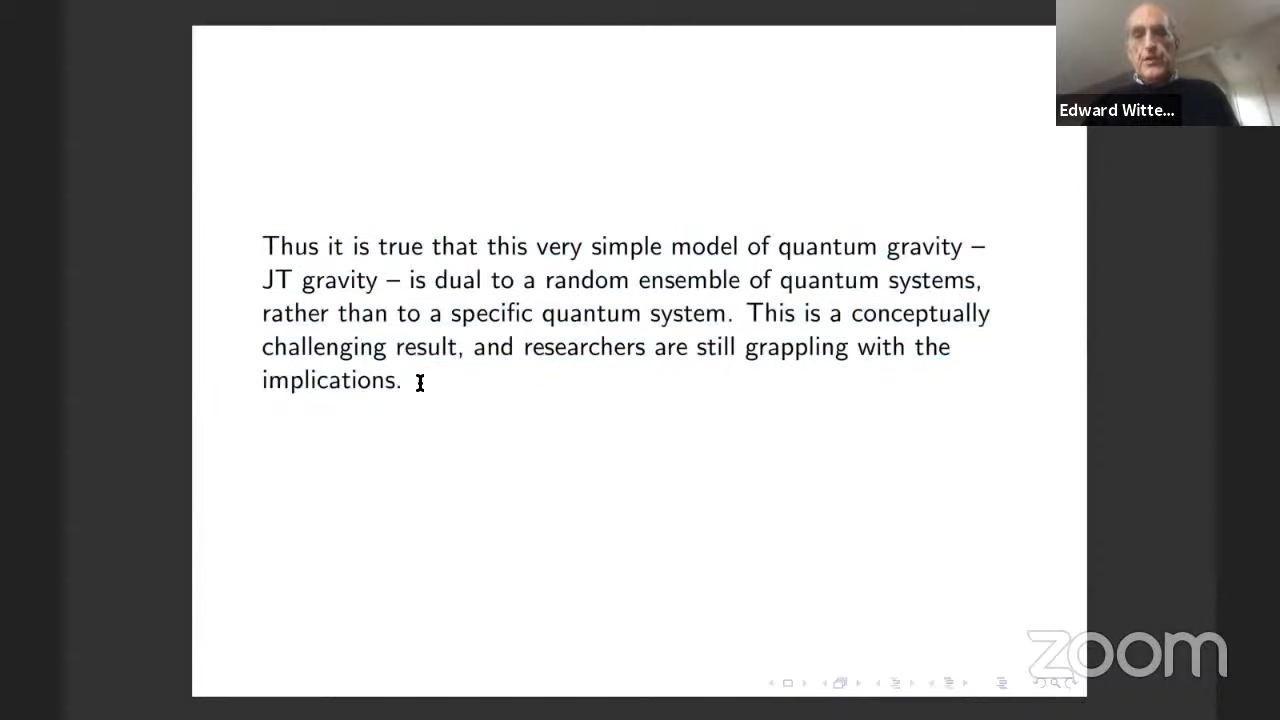 Edward Witte...
Thus it is true that this very simple model of quantum gravity –
JT gravity – is dual to a random ensemble of quantum systems,
rather than to a specific quantum system. This is a conceptually
challenging result, and researchers are still grappling with the
implications.
zoom